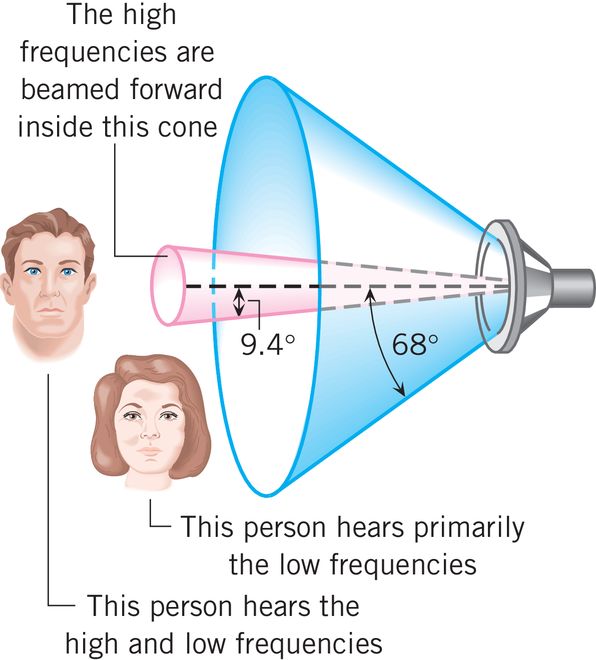 The high
frequencies are
beamed forward
inside this cone
9.4°
68°
This person hears primarily
the low frequencies
This person hears the
high and low frequencies